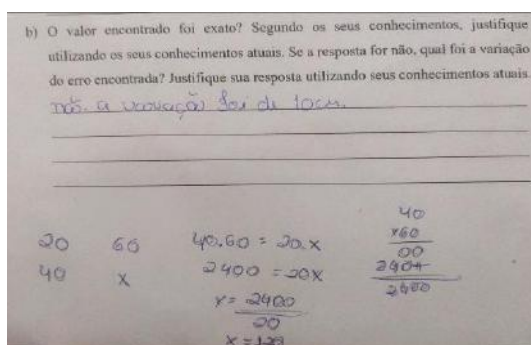 b) O valor encontrado foi exato? Segundo os seus conhecimentos, justifique
utilizando os seus conhecimentos atuais. Se a resposta for não, qual foi a variação
do erro encontrada? Justifique sua resposta utilizando seus conhecimentos atuais.
não. a variação foi de 10cm.
40
20 60 40.60 = 20.x x60
40 x 2400 = 20x 00
x = 2400
20 2400